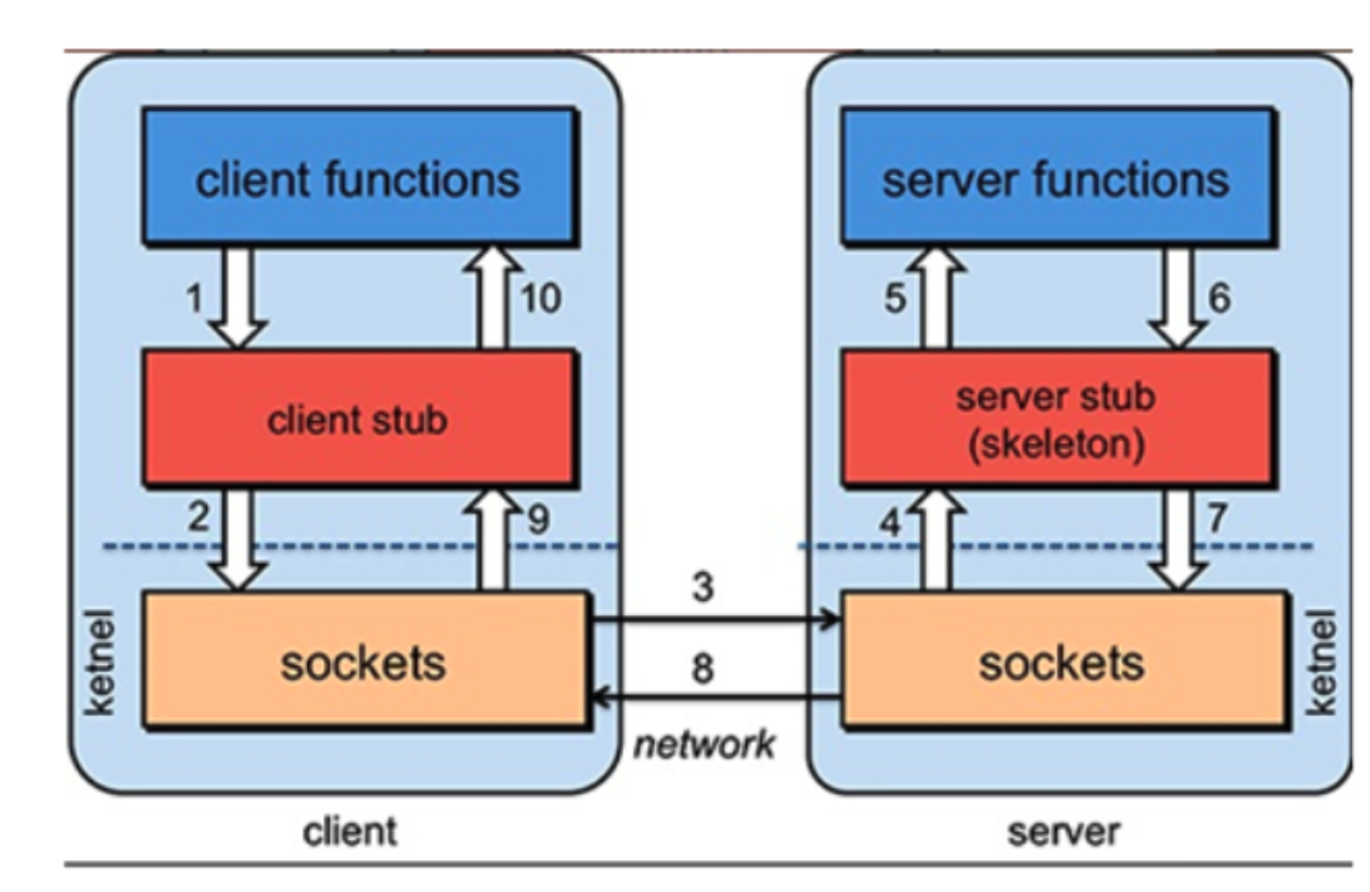 client functions
server functions
1
10
5
6
client stub
server stub
(skeleton)
2
9
4
7
3
ketnel
sockets
sockets
ketnel
8
network
client
server